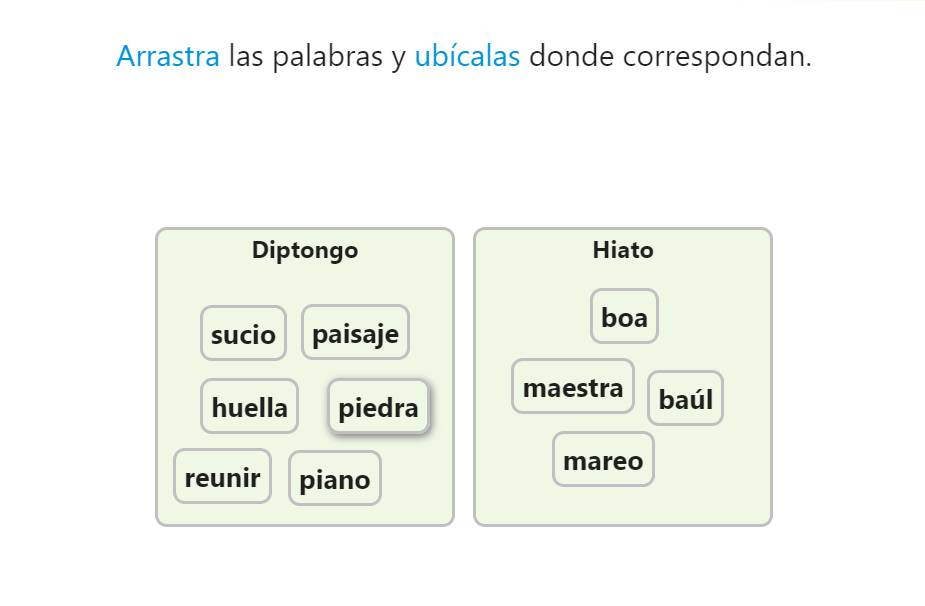 Arrastra las palabras y ubícalas donde correspondan.
Diptongo
sucio paisaje
huella piedra
reunir piano
Hiato
boa
maestra baúl
mareo